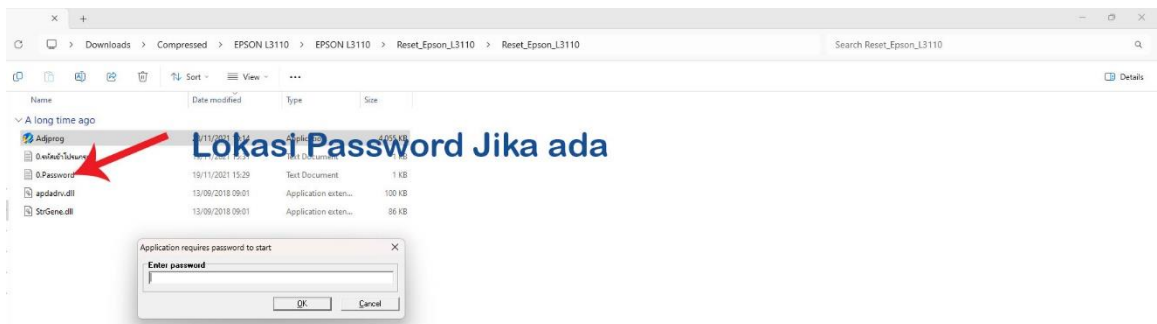 Downloads > Compressed > EPSON L3110 > EPSON L3110 > Reset_Epson_L3110 > Reset_Epson_L3110
Search Reset_Epson_L3110
Sort
View
Details
Name Date modified Type Size
A long time ago
Adjprog 4.055 KB
Lokasi Password Jika ada
0.Password 19/11/2021 15:29 Text Document 1 KB
apdadrv.dll 13/09/2018 09:01 Application exten... 100 KB
StrGene.dll 13/09/2018 09:01 Application exten... 86 KB
Application requires password to start
Enter password
OK
Cancel